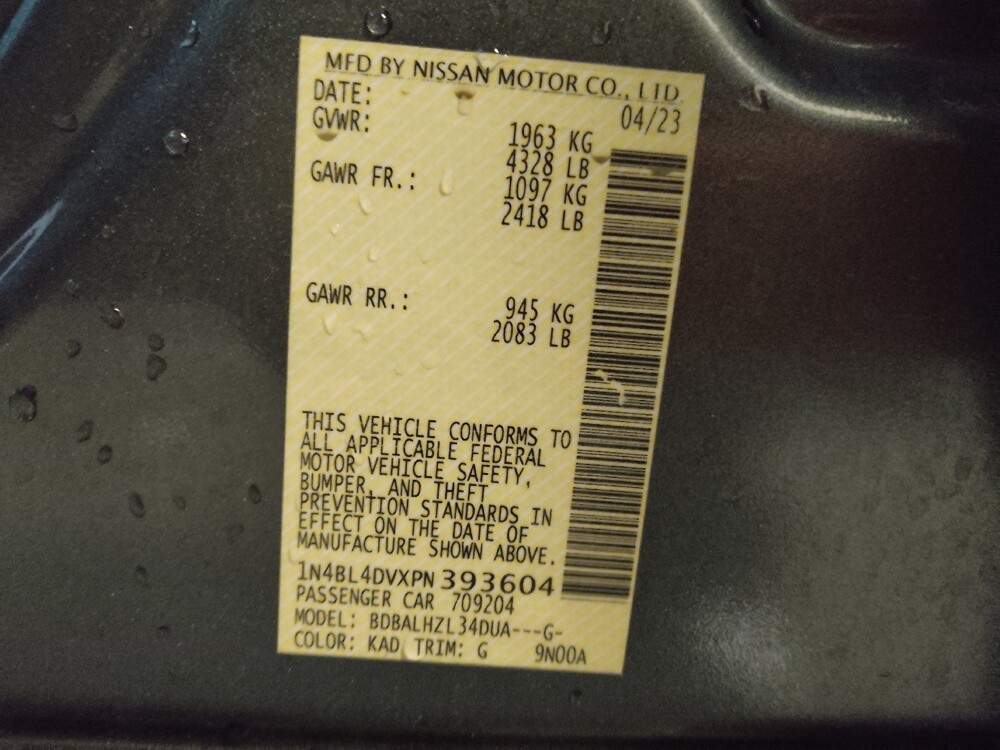 MFD BY NISSAN MOTOR CO., LTD.
DATE: 04/23
GVWR: 1963 KG
4328 LB
GAWR FR.: 1097 KG
2418 LB
GAWR RR.: 945 KG
2083 LB
THIS VEHICLE CONFORMS TO
ALL APPLICABLE FEDERAL
MOTOR VEHICLE SAFETY,
BUMPER, AND THEFT
PREVENTION STANDARDS IN
EFFECT ON THE DATE OF
MANUFACTURE SHOWN ABOVE.
1N4BL4DVXPN393604
PASSENGER CAR 709204
MODEL: BDBALHZL34DUA---G-
COLOR: KAD TRIM: G 9N00A